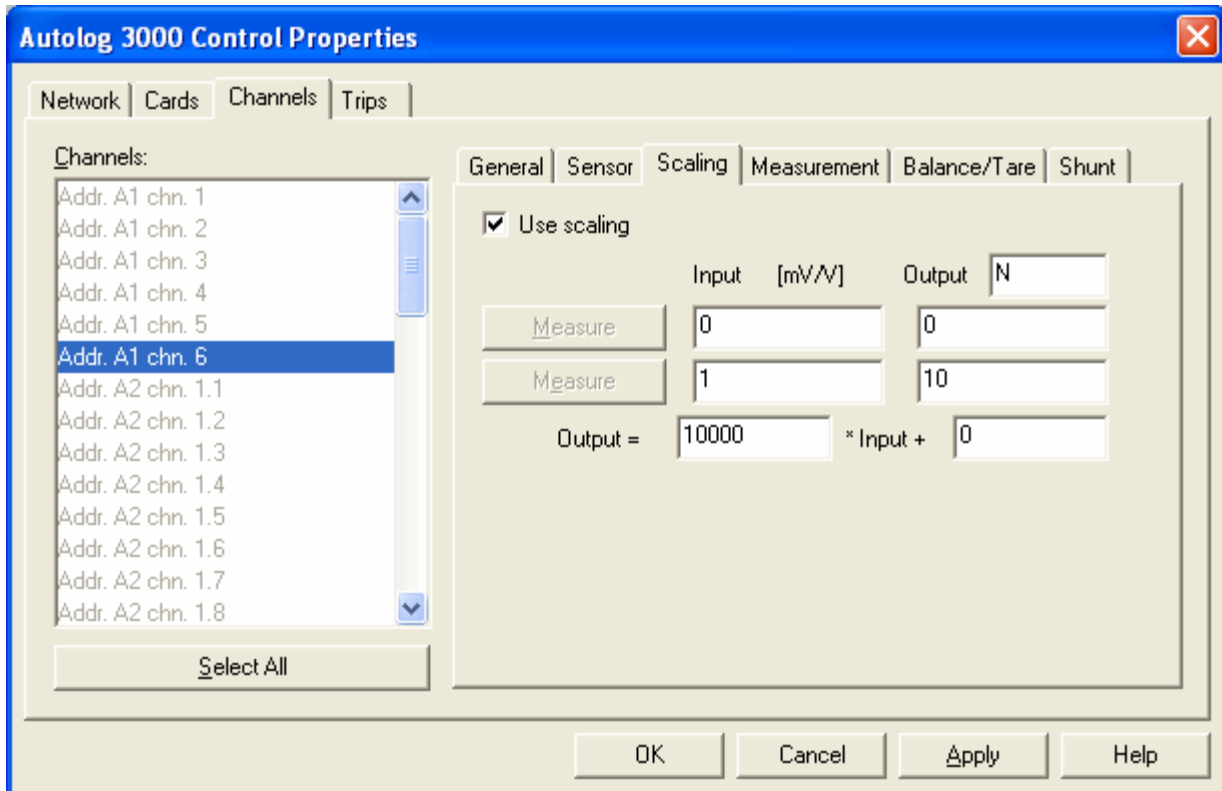 Autolog 3000 Control Properties
Network Cards Channels Trips
Channels:
Addr. A1 chn. 1
Addr. A1 chn. 2
Addr. A1 chn. 3
Addr. A1 chn. 4
Addr. A1 chn. 5
Addr. A1 chn. 6
Addr. A2 chn. 1.1
Addr. A2 chn. 1.2
Addr. A2 chn. 1.3
Addr. A2 chn. 1.4
Addr. A2 chn. 1.5
Addr. A2 chn. 1.6
Addr. A2 chn. 1.7
Addr. A2 chn. 1.8
Select All
General Sensor Scaling Measurement Balance/Tare Shunt
Use scaling
Input [mV/V] Output N
Measure 0 0
Measure 1 10
Output = 10000 * Input + 0
OK Cancel Apply Help